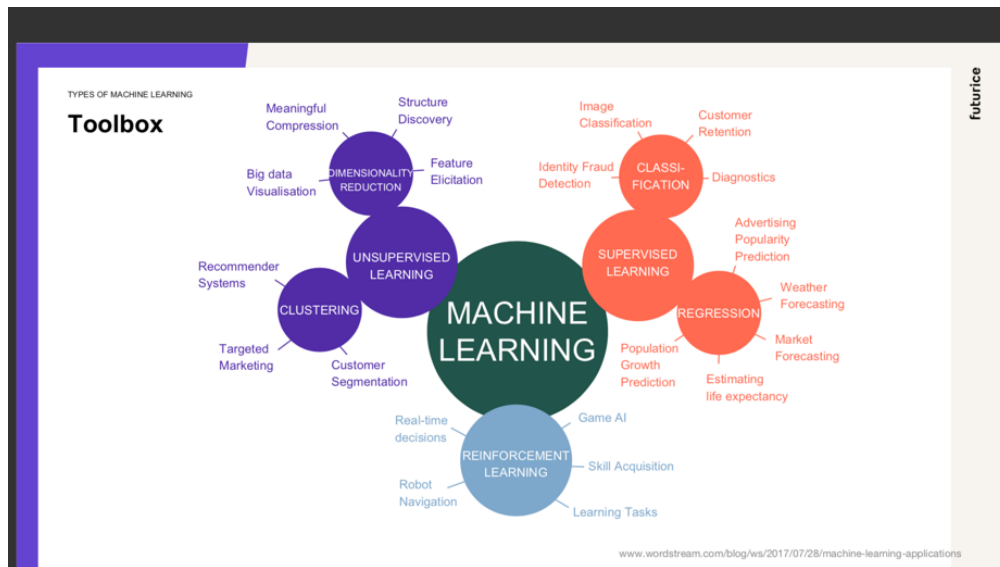 TYPES OF MACHINE LEARNING
Toolbox
futurice
Meaningful
Compression
Structure
Discovery
Big data
Visualisation
DIMENSIONALITY
REDUCTION
Feature
Elicitation
UNSUPERVISED
LEARNING
Recommender
Systems
CLUSTERING
Targeted
Marketing
Customer
Segmentation
MACHINE
LEARNING
Image
Classification
Customer
Retention
Identity Fraud
Detection
CLASSI-
FICATION
Diagnostics
SUPERVISED
LEARNING
Advertising
Popularity
Prediction
Weather
Forecasting
REGRESSION
Market
Forecasting
Population
Growth
Prediction
Estimating
life expectancy
Real-time
decisions
Game AI
REINFORCEMENT
LEARNING
Skill Acquisition
Robot
Navigation
Learning Tasks
www.wordstream.com/blog/ws/2017/07/28/machine-learning-applications